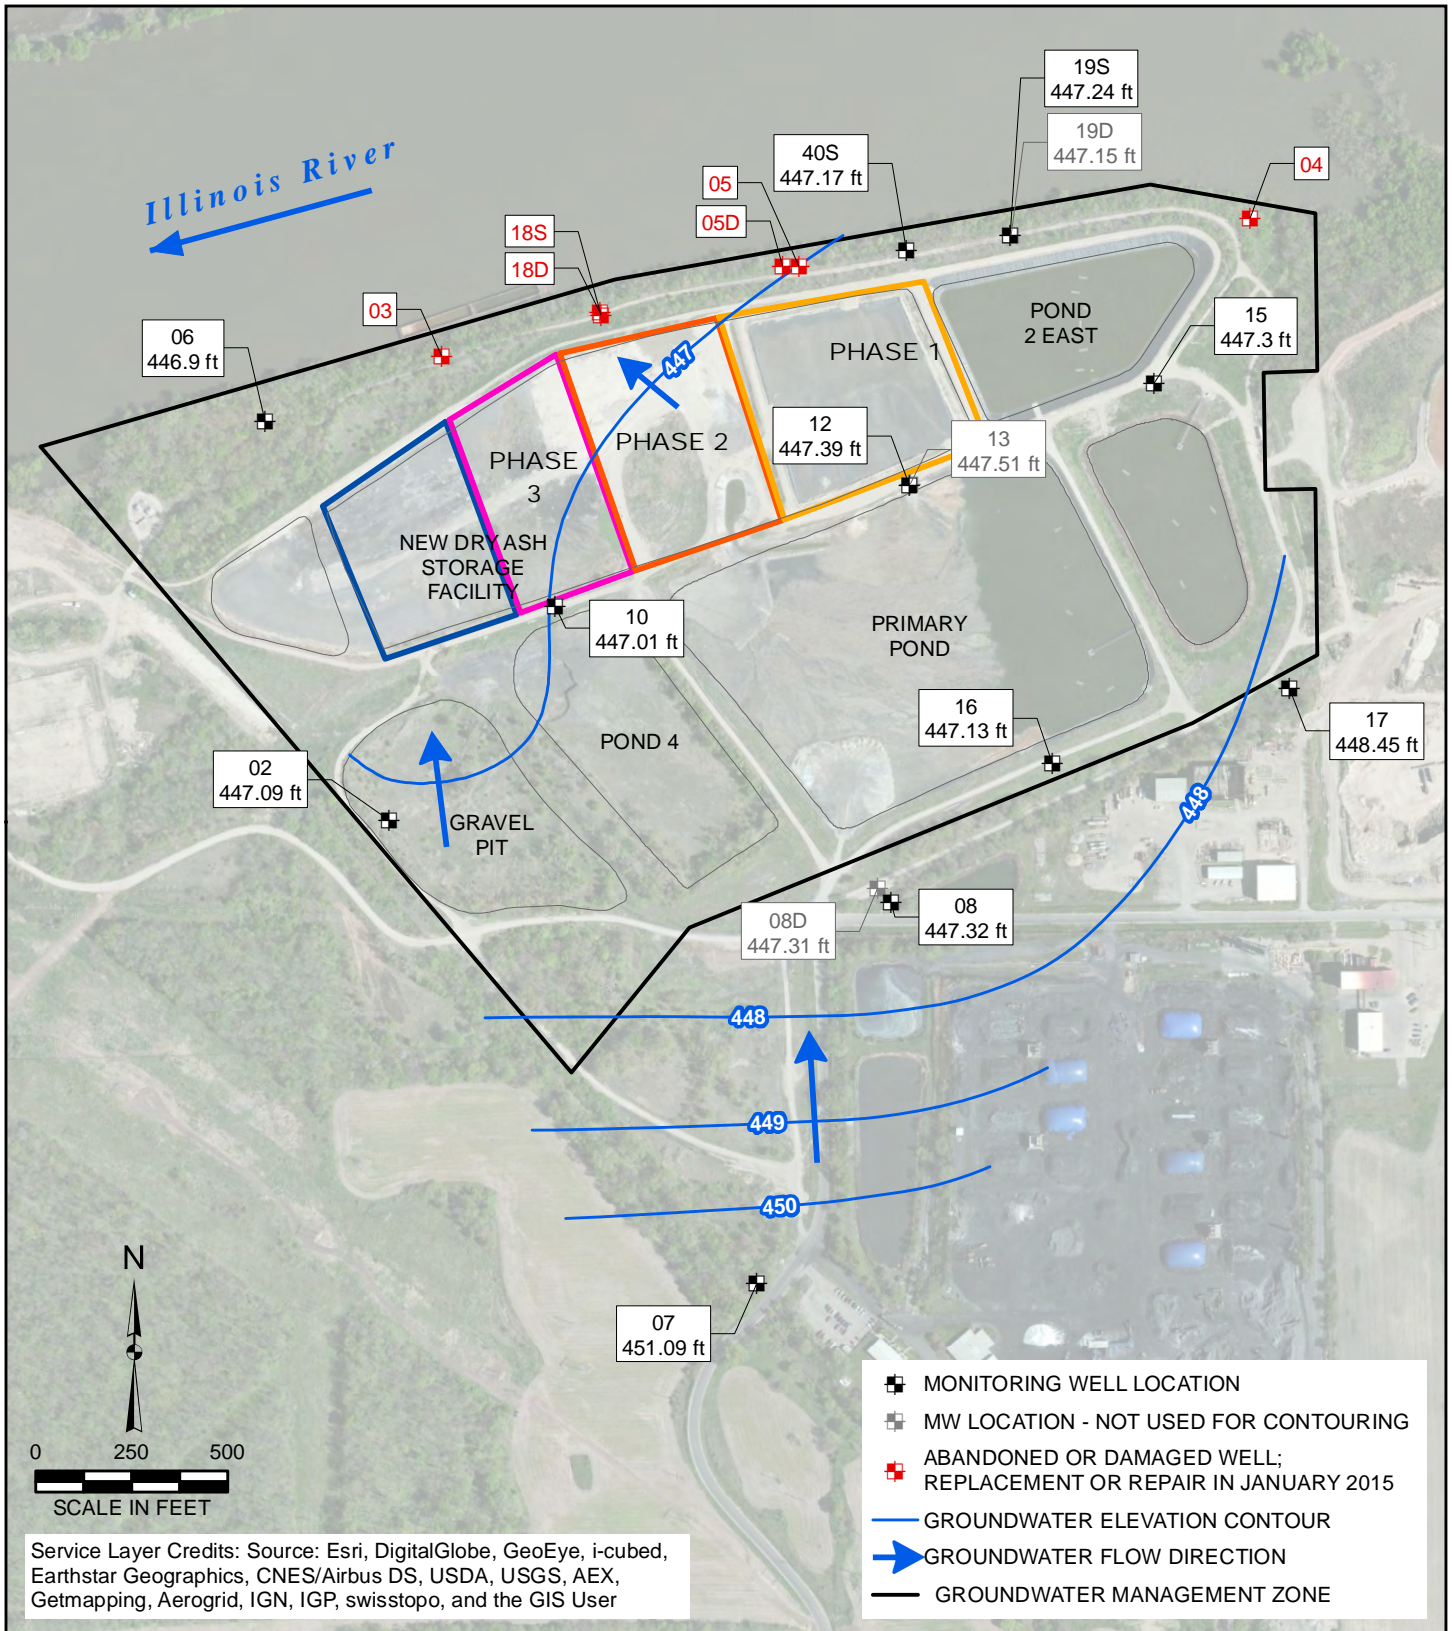 Illinois River
19S
447.24 ft
19D
447.15 ft
40S
447.17 ft
04
05
05D
18S
18D
03
06
446.9 ft
15
447.3 ft
POND
2 EAST
PHASE 1
447
12
447.39 ft
13
447.51 ft
PHASE 2
PHASE
3
NEW DRY ASH
STORAGE
FACILITY
10
447.01 ft
PRIMARY
POND
16
447.13 ft
17
448.45 ft
POND 4
02
447.09 ft
GRAVEL
PIT
448
08D
447.31 ft
08
447.32 ft
448
449
450
07
451.09 ft
N
0 250 500
SCALE IN FEET
MONITORING WELL LOCATION
MW LOCATION - NOT USED FOR CONTOURING
ABANDONED OR DAMAGED WELL;
REPLACEMENT OR REPAIR IN JANUARY 2015
GROUNDWATER ELEVATION CONTOUR
GROUNDWATER FLOW DIRECTION
GROUNDWATER MANAGEMENT ZONE
Service Layer Credits: Source: Esri, DigitalGlobe, GeoEye, i-cubed,
Earthstar Geographics, CNES/Airbus DS, USDA, USGS, AEX,
Getmapping, Aerogrid, IGN, IGP, swisstopo, and the GIS User